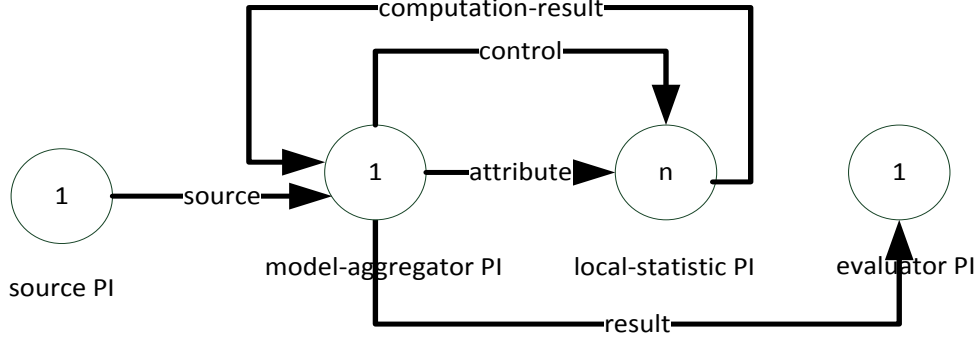 computation-result
control
1
1
n
1
source
attribute
source PI
model-aggregator PI
local-statistic PI
evaluator PI
result